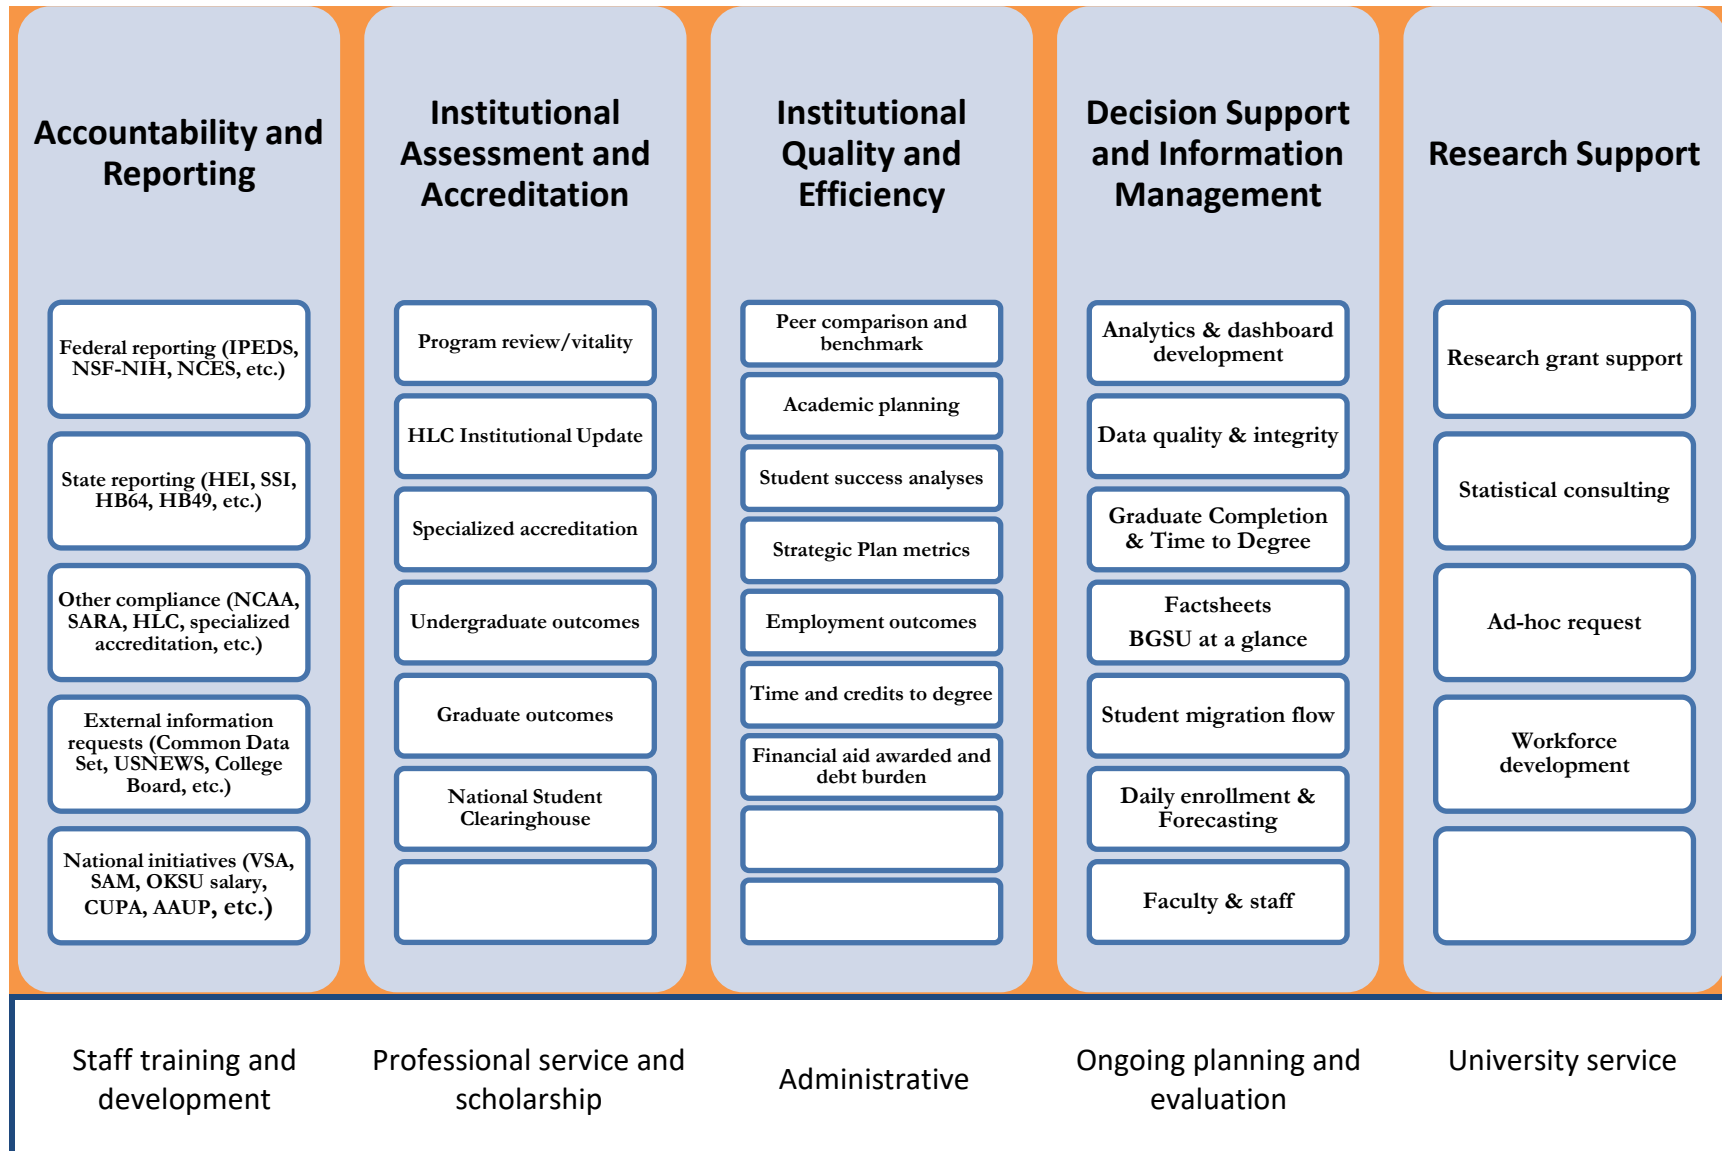 Accountability and
Reporting
Federal reporting (IPEDS,
NSF-NIH, NCES, etc.)
State reporting (HEI, SSI,
HB64, HB49, etc.)
Other compliance (NCAA,
SARA, HLC, specialized
accreditation, etc.)
External information
requests (Common Data
Set, USNEWS, College
Board, etc.)
National initiatives (VSA,
SAM, OKSU salary,
CUPA, AAUP, etc.)
Institutional
Assessment and
Accreditation
Program review/vitality
HLC Institutional Update
Specialized accreditation
Undergraduate outcomes
Graduate outcomes
National Student
Clearinghouse
Institutional
Quality and
Efficiency
Peer comparison and
benchmark
Academic planning
Student success analyses
Strategic Plan metrics
Employment outcomes
Time and credits to degree
Financial aid awarded and
debt burden
Decision Support
and Information
Management
Analytics & dashboard
development
Data quality & integrity
Graduate Completion
& Time to Degree
Factsheets
BGSU at a glance
Student migration flow
Daily enrollment &
Forecasting
Faculty & staff
Research Support
Research grant support
Statistical consulting
Ad-hoc request
Workforce
development
Staff training and
development
Professional service and
scholarship
Administrative
Ongoing planning and
evaluation
University service